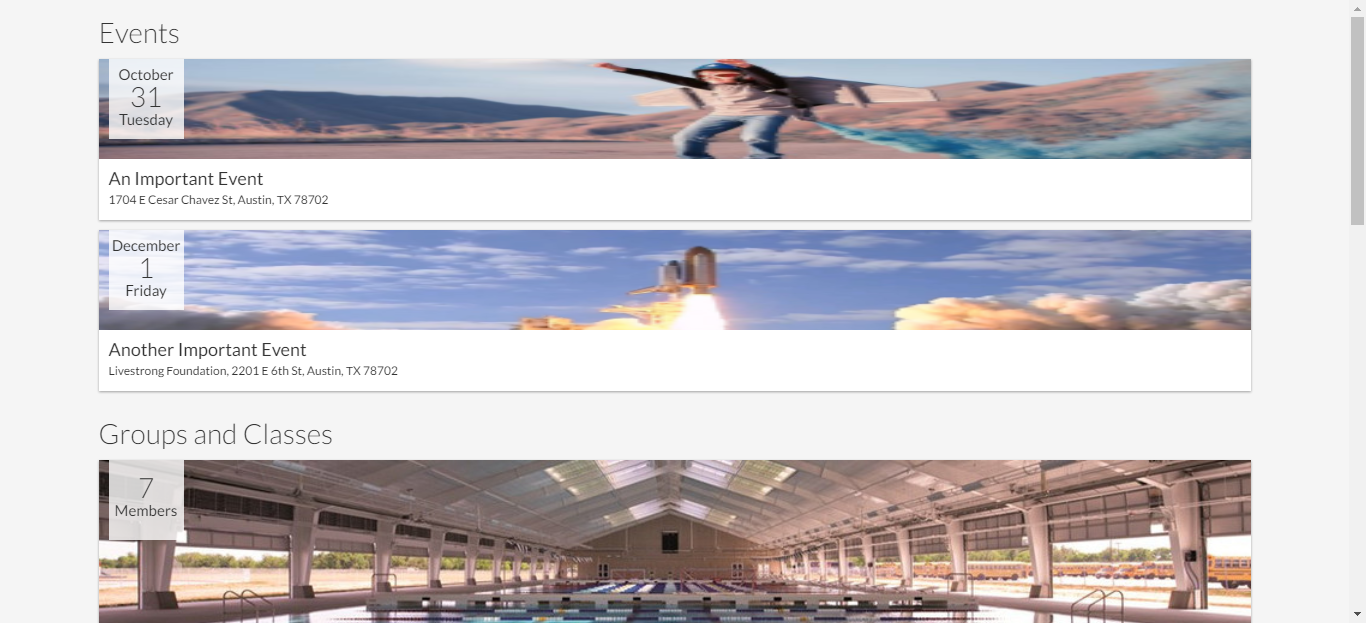 Events
October
31
Tuesday
An Important Event
1704 E Cesar Chavez St, Austin, TX 78702
December
1
Friday
Another Important Event
Livestrong Foundation, 2201 E 6th St, Austin, TX 78702
Groups and Classes
7
Members